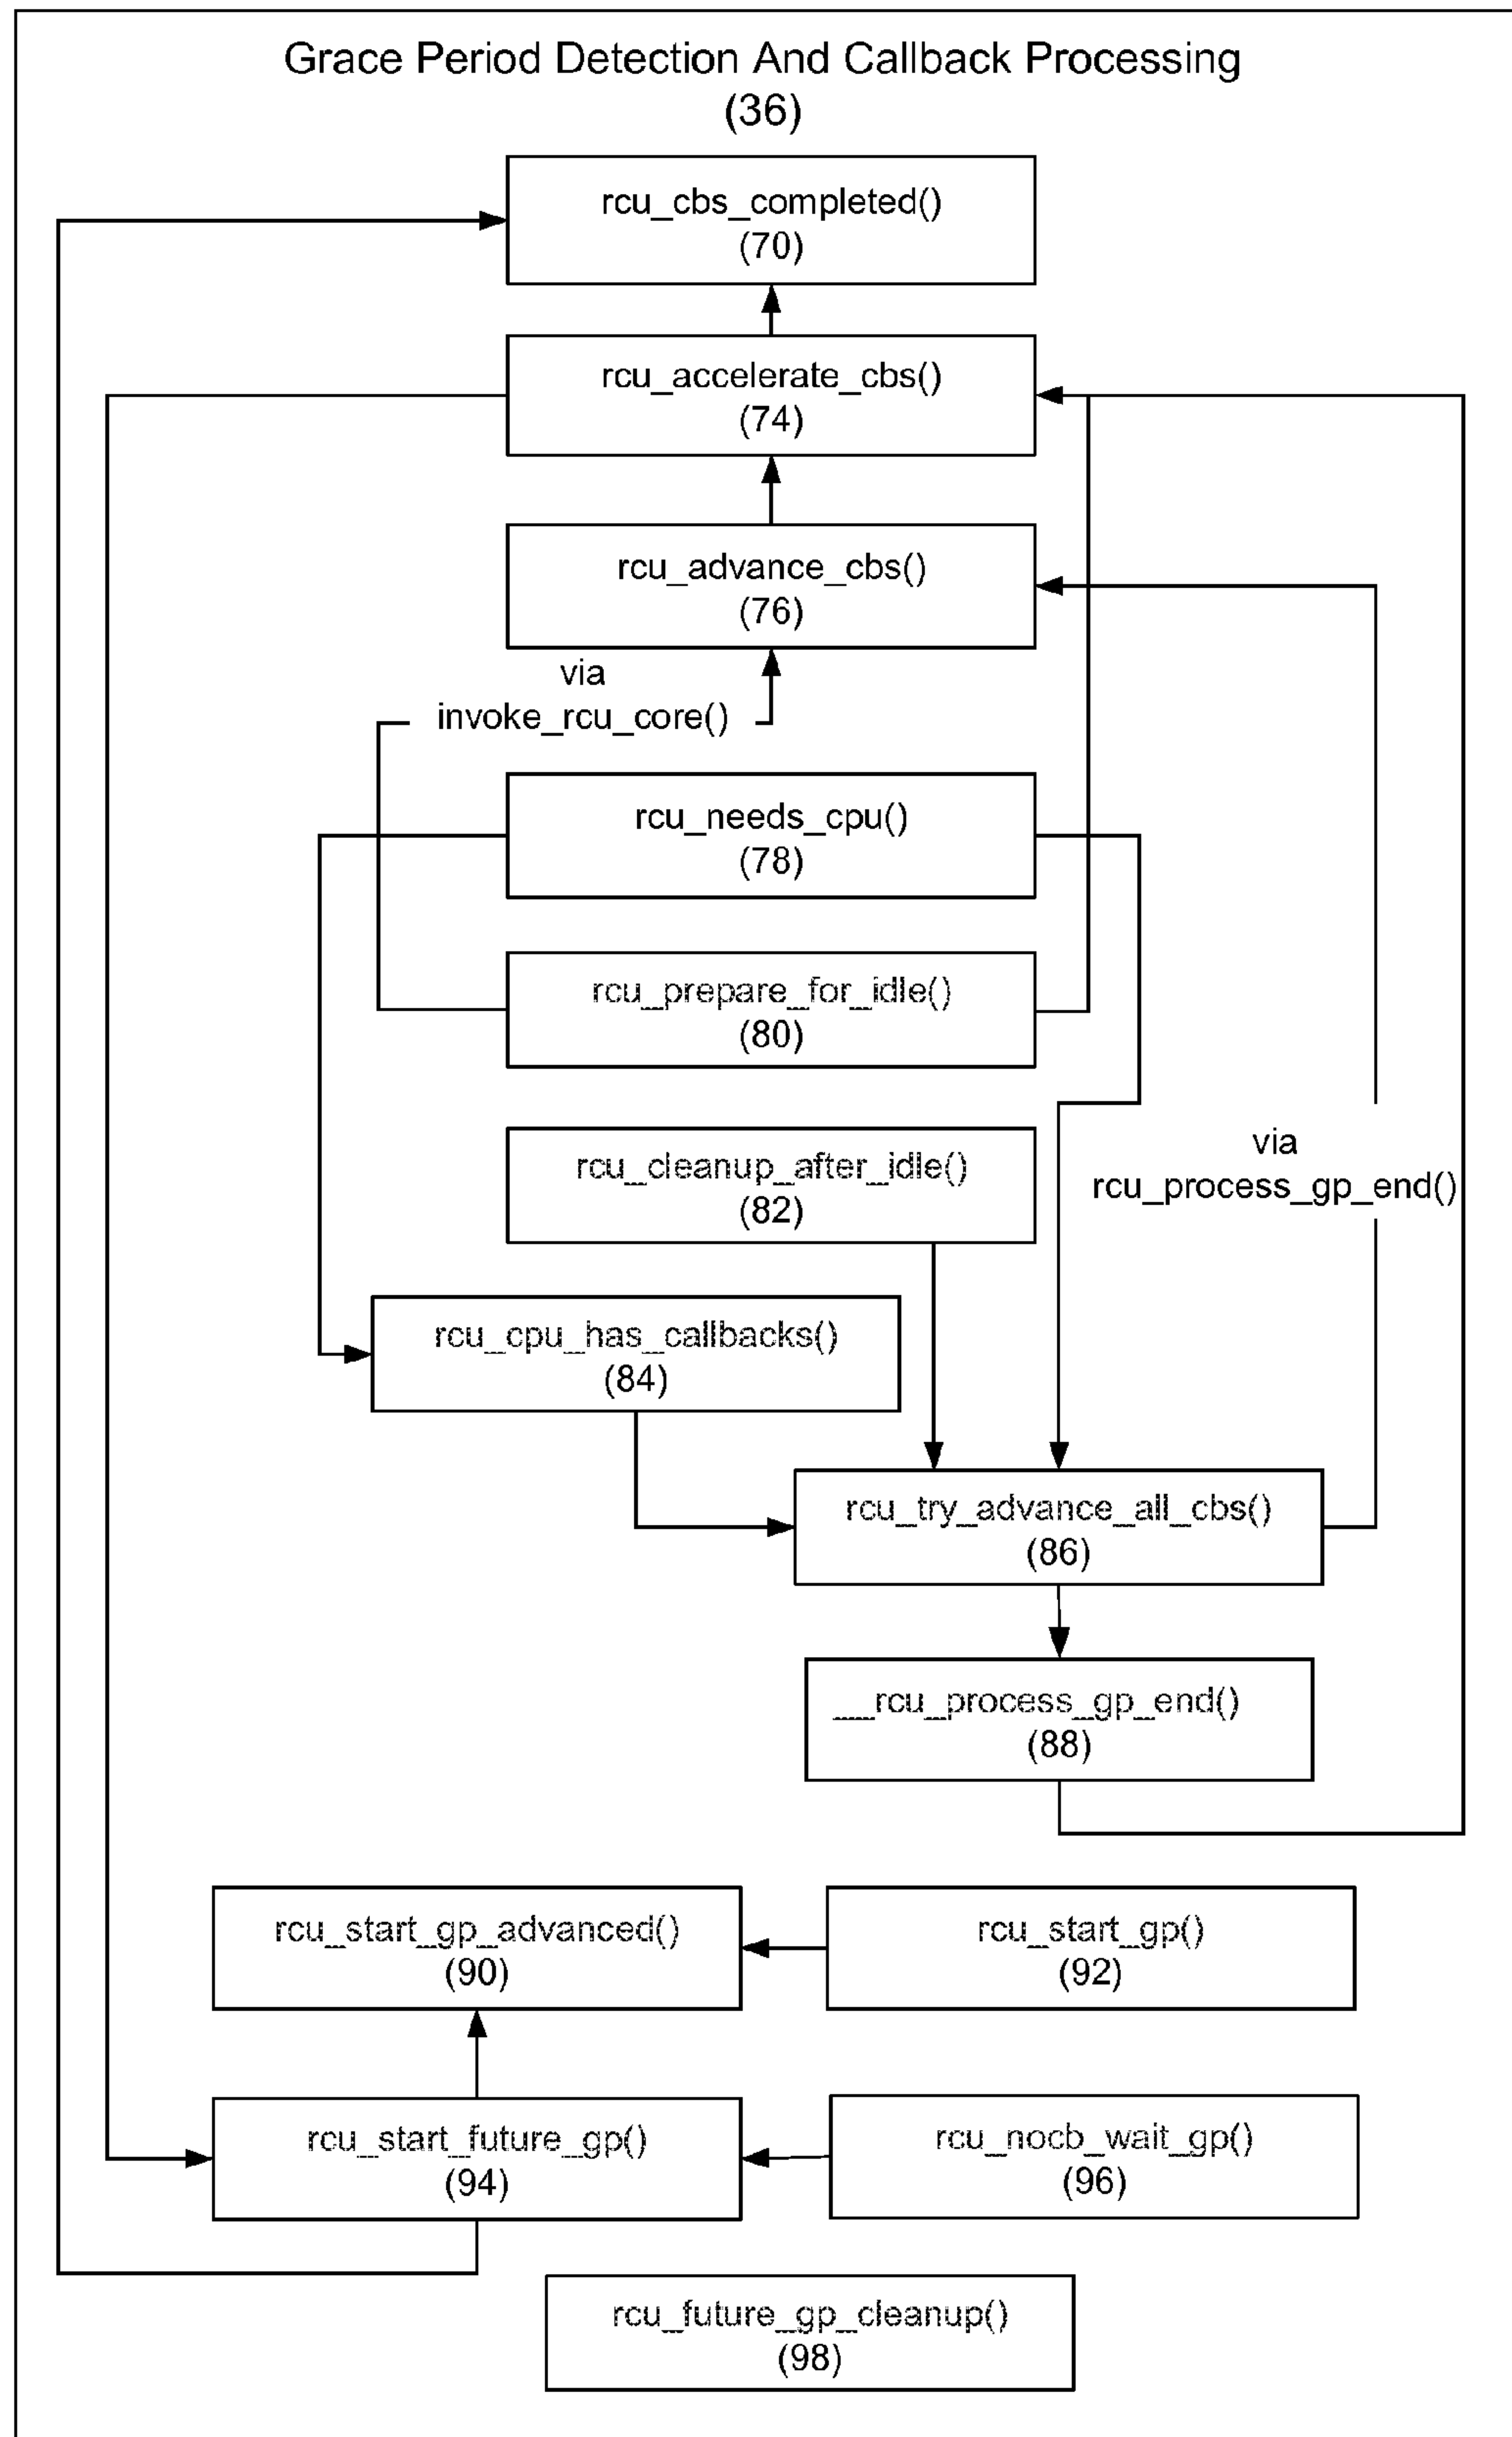 Grace Period Detection And Callback Processing
(36)
rcu_cbs_completed()
(70)
rcu_accelerate_cbs()
(74)
rcu_advance_cbs()
(76)
via
invoke_rcu_core()
rcu_needs_cpu()
(78)
rcu_prepare_for_idle()
(80)
rcu_cleanup_after_idle()
(82)
via
rcu_process_gp_end()
rcu_cpu_has_callbacks()
(84)
rcu_try_advance_all_cbs()
(86)
__rcu_process_gp_end()
(88)
rcu_start_gp_advanced()
(90)
rcu_start_gp()
(92)
rcu_start_future_gp()
(94)
rcu_nocb_wait_gp()
(96)
rcu_future_gp_cleanup()
(98)